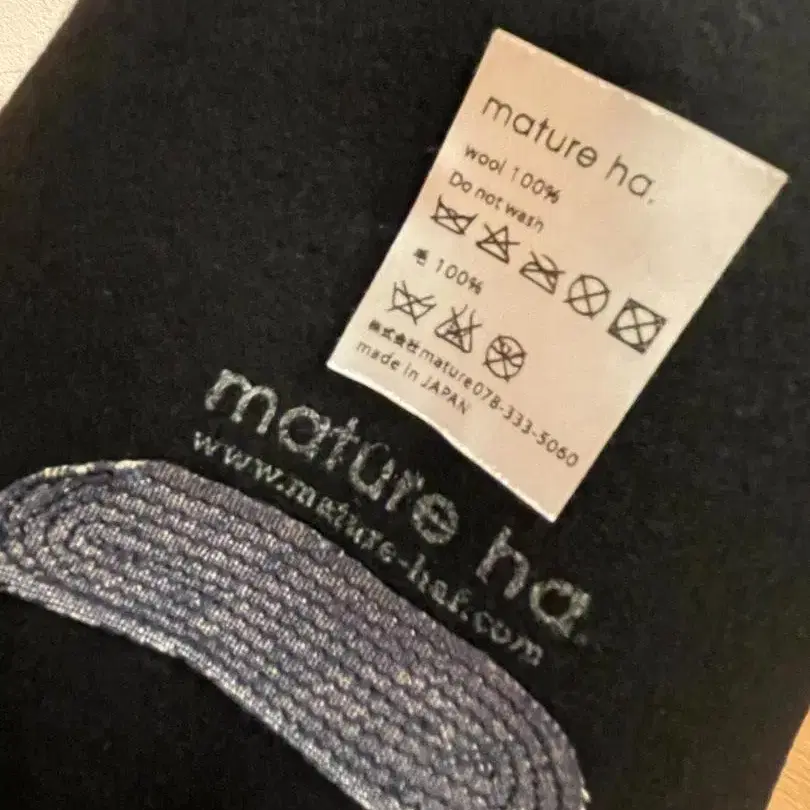 mature ha.
wool 100%
Do not wash
毛 100%
株式会社mature078-333-5060
made in JAPAN
mature ha.
www.mature-haf.com